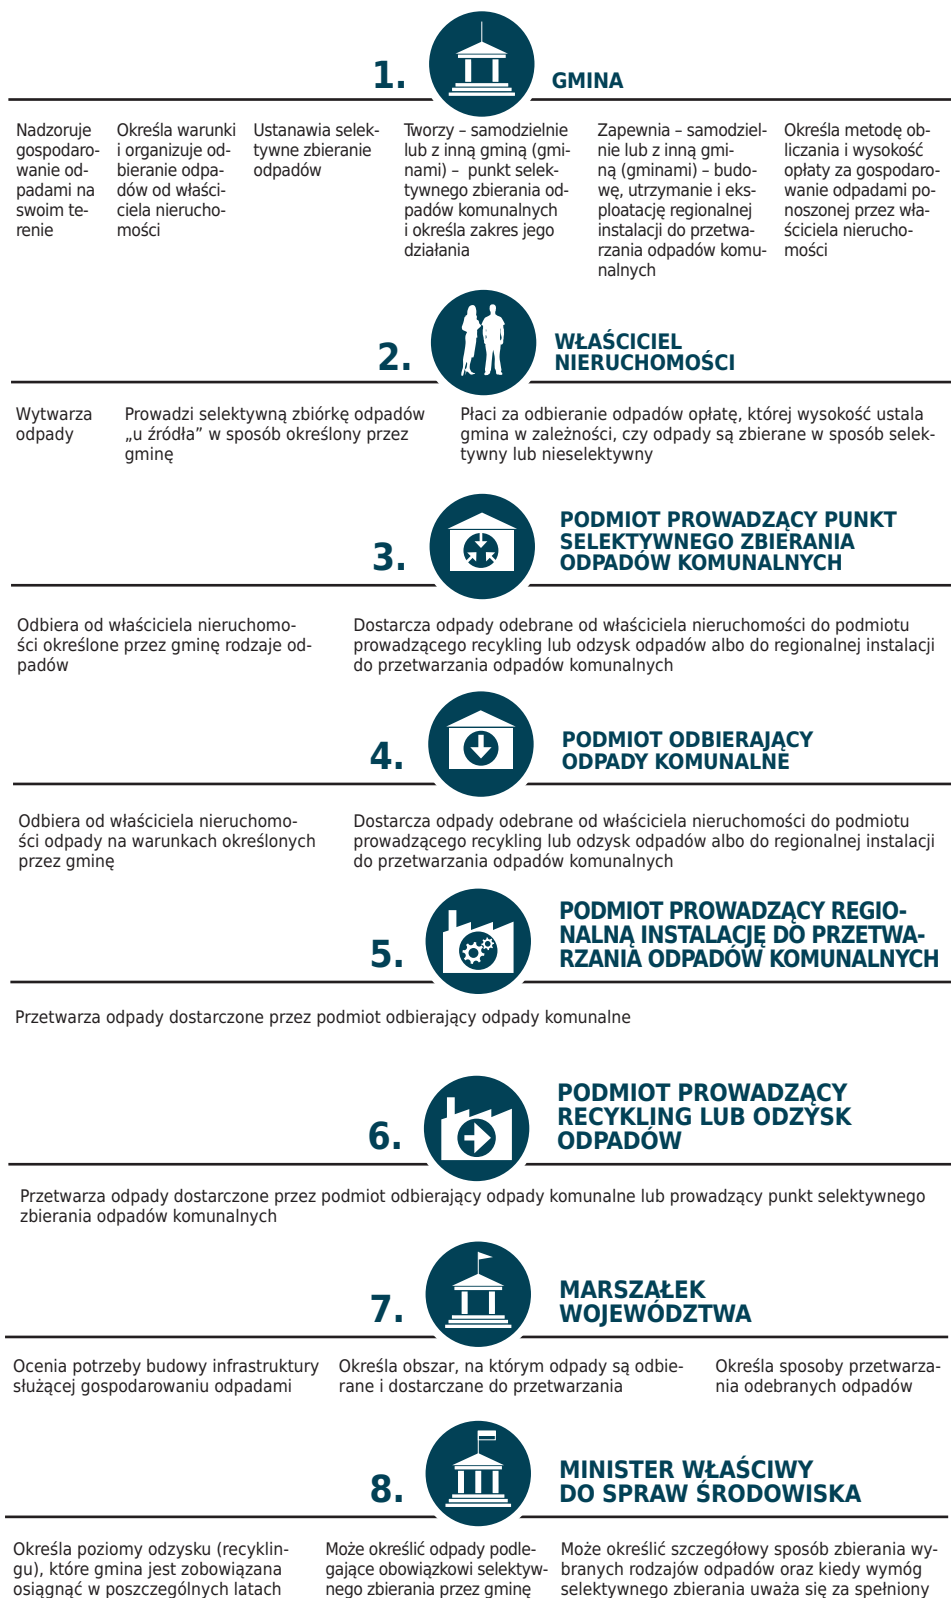 1.
GMINA
Nadzoruje
gospodaro-
wanie od-
padami na
swoim te-
renie
Określa warunki
i organizuje od-
bieranie odpa-
dów od właści-
ciela nierucho-
mości
Ustanawia selek-
tywne zbieranie
odpadów
Tworzy – samodzielnie
lub z inną gminą (gmi-
nami) – punkt selek-
tywnego zbierania od-
padów komunalnych
i określa zakres jego
działania
Zapewnia – samodziel-
nie lub z inną gmi-
ną (gminami) – budo-
wę, utrzymanie i eks-
ploatację regionalnej
instalacji do przetwa-
rzania odpadów komu-
nalnych
Określa metodę ob-
liczania i wysokość
opłaty za gospodaro-
wanie odpadami po-
noszonej przez wła-
ściciela nierucho-
mości
2.
WŁAŚCICIEL
NIERUCHOMOŚCI
Wytwarza
odpady
Prowadzi selektywną zbiórkę odpadów
„u źródła” w sposób określony przez
gminę
Płaci za odbieranie odpadów opłatę, której wysokość ustala
gmina w zależności, czy odpady są zbierane w sposób selek-
tywny lub nieselektywny
3.
PODMIOT PROWADZĄCY PUNKT
SELEKTYWNEGO ZBIERANIA
ODPADÓW KOMUNALNYCH
Odbiera od właściciela nieruchomo-
ści określone przez gminę rodzaje od-
padów
Dostarcza odpady odebrane od właściciela nieruchomości do podmiotu
prowadzącego recykling lub odzysk odpadów albo do regionalnej instalacji
do przetwarzania odpadów komunalnych
4.
PODMIOT ODBIERAJĄCY
ODPADY KOMUNALNE
Odbiera od właściciela nieruchomo-
ści odpady na warunkach określonych
przez gminę
Dostarcza odpady odebrane od właściciela nieruchomości do podmiotu
prowadzącego recykling lub odzysk odpadów albo do regionalnej instalacji
do przetwarzania odpadów komunalnych
5.
PODMIOT PROWADZĄCY REGIO-
NALNĄ INSTALACJĘ DO PRZETWA-
RZANIA ODPADÓW KOMUNALNYCH
Przetwarza odpady dostarczone przez podmiot odbierający odpady komunalne
6.
PODMIOT PROWADZĄCY
RECYKLING LUB ODZYSK
ODPADÓW
Przetwarza odpady dostarczone przez podmiot odbierający odpady komunalne lub prowadzący punkt selektywnego
zbierania odpadów komunalnych
7.
MARSZAŁEK
WOJEWÓDZTWA
Ocenia potrzeby budowy infrastruktury
służącej gospodarowaniu odpadami
Określa obszar, na którym odpady są odbie-
rane i dostarczane do przetwarzania
Określa sposoby przetwarza-
nia odebranych odpadów
8.
MINISTER WŁAŚCIWY
DO SPRAW ŚRODOWISKA
Określa poziomy odzysku (recyklin-
gu), które gmina jest zobowiązana
osiągnąć w poszczególnych latach
Może określić odpady podle-
gające obowiązkowi selektyw-
nego zbierania przez gminę
Może określić szczegółowy sposób zbierania wy-
branych rodzajów odpadów oraz kiedy wymóg
selektywnego zbierania uważa się za spełniony